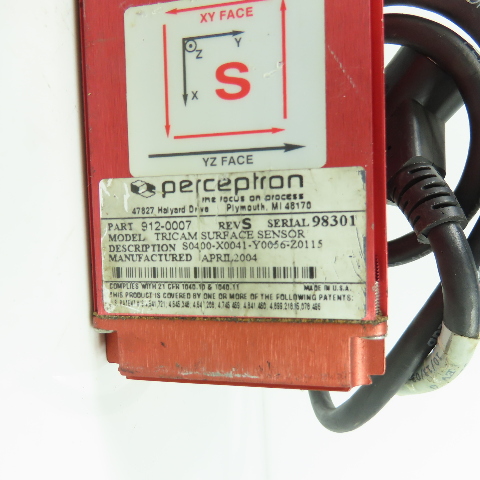 XY FACE
Y
Z
X
S
YZ FACE
perceptron
the focus on process
47827 Halyard Drive Plymouth, MI 48170
PART 912-0007 REV S SERIAL 98301
MODEL TRICAM SURFACE SENSOR
DESCRIPTION S0400-X0041-Y0056-Z0115
MANUFACTURED APRIL 2004
COMPLIES WITH 21 CFR 1040.10 & 1040.11 MADE IN U.S.A.
THIS PRODUCT IS COVERED BY ONE OR MORE OF THE FOLLOWING PATENTS: